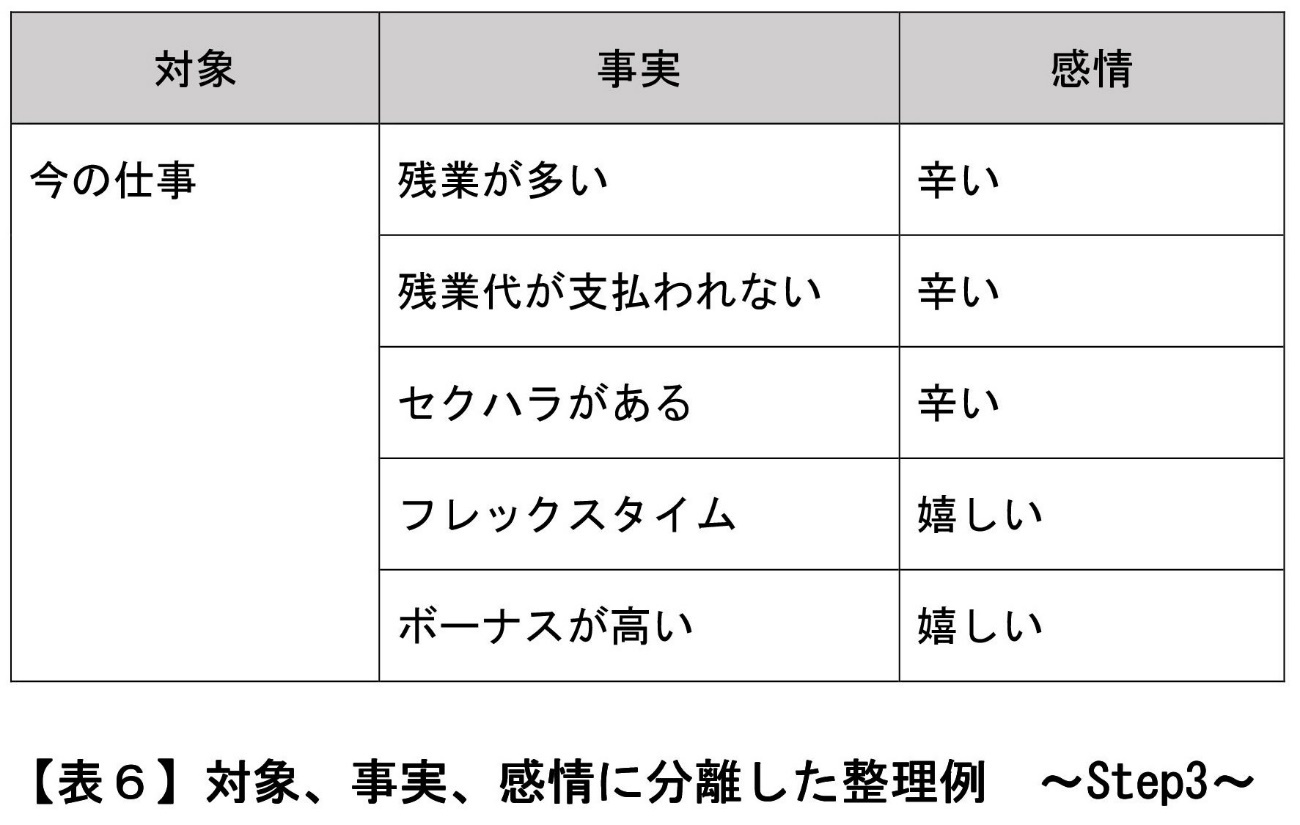 対象 事実 感情
今の仕事 残業が多い 辛い
残業代が支払われない 辛い
セクハラがある 辛い
フレックスタイム 嬉しい
ボーナスが高い 嬉しい
【表６】対象、事実、感情に分離した整理例　～Step3～